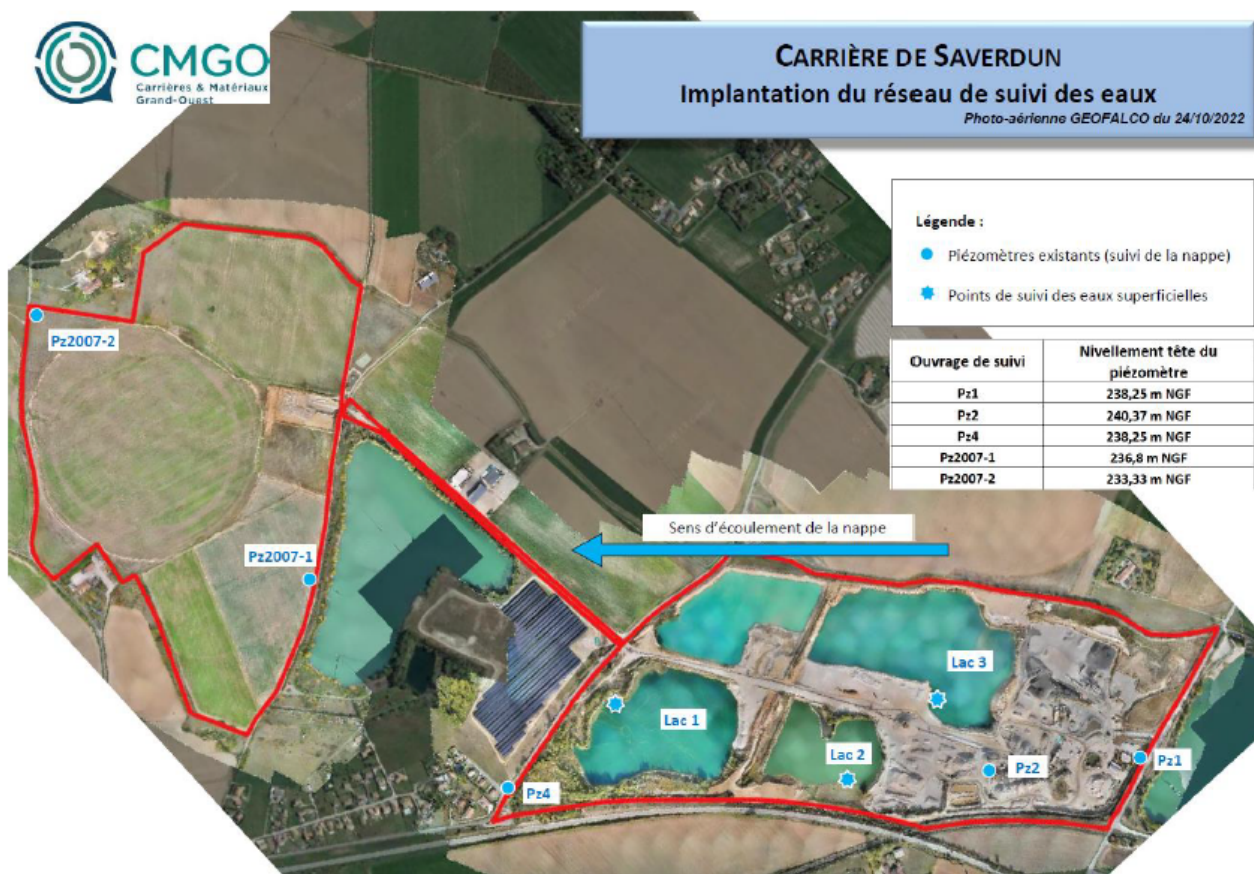 CMGO
Carrières & Matériaux
Grand-Ouest
CARRIÈRE DE SAVERDUN
Implantation du réseau de suivi des eaux
Photo-aérienne GEOFALCO du 24/10/2022
Légende :
Piézomètres existants (suivi de la nappe)
Points de suivi des eaux superficielles
Ouvrage de suivi
Nivellement tête du
piézomètre
Pz1 238,25 m NGF
Pz2 240,37 m NGF
Pz4 238,25 m NGF
Pz2007-1 236,8 m NGF
Pz2007-2 233,33 m NGF
Pz2007-2
Sens d'écoulement de la nappe
Pz2007-1
Lac 3
Lac 1
Lac 2
Pz2
Pz1
Pz4